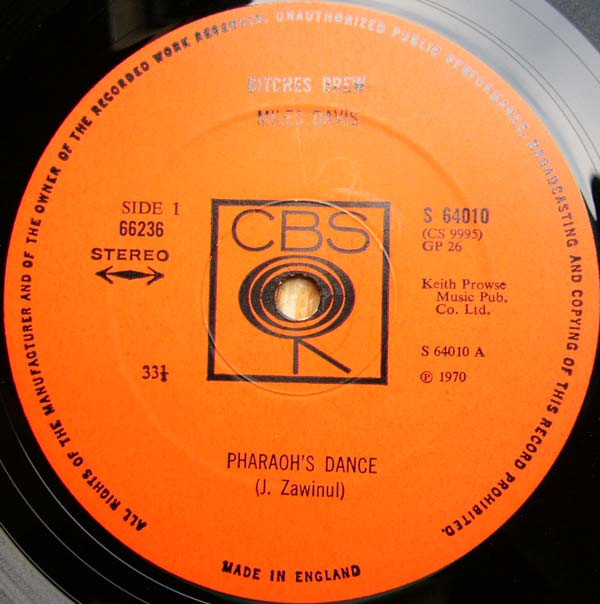 ALL RIGHTS OF THE MANUFACTURER AND OF THE OWNER OF THE RECORDED WORK RESERVED. UNAUTHORIZED PUBLIC PERFORMANCE, BROADCASTING AND COPYING OF THIS RECORD PROHIBITED.
BITCHES BREW
MILES DAVIS
SIDE 1
66236
STEREO
33⅓
CBS
S 64010
(CS 9995)
GP 26
Keith Prowse
Music Pub.
Co. Ltd.
S 64010 A
℗ 1970
PHARAOH'S DANCE
(J. Zawinul)
MADE IN ENGLAND